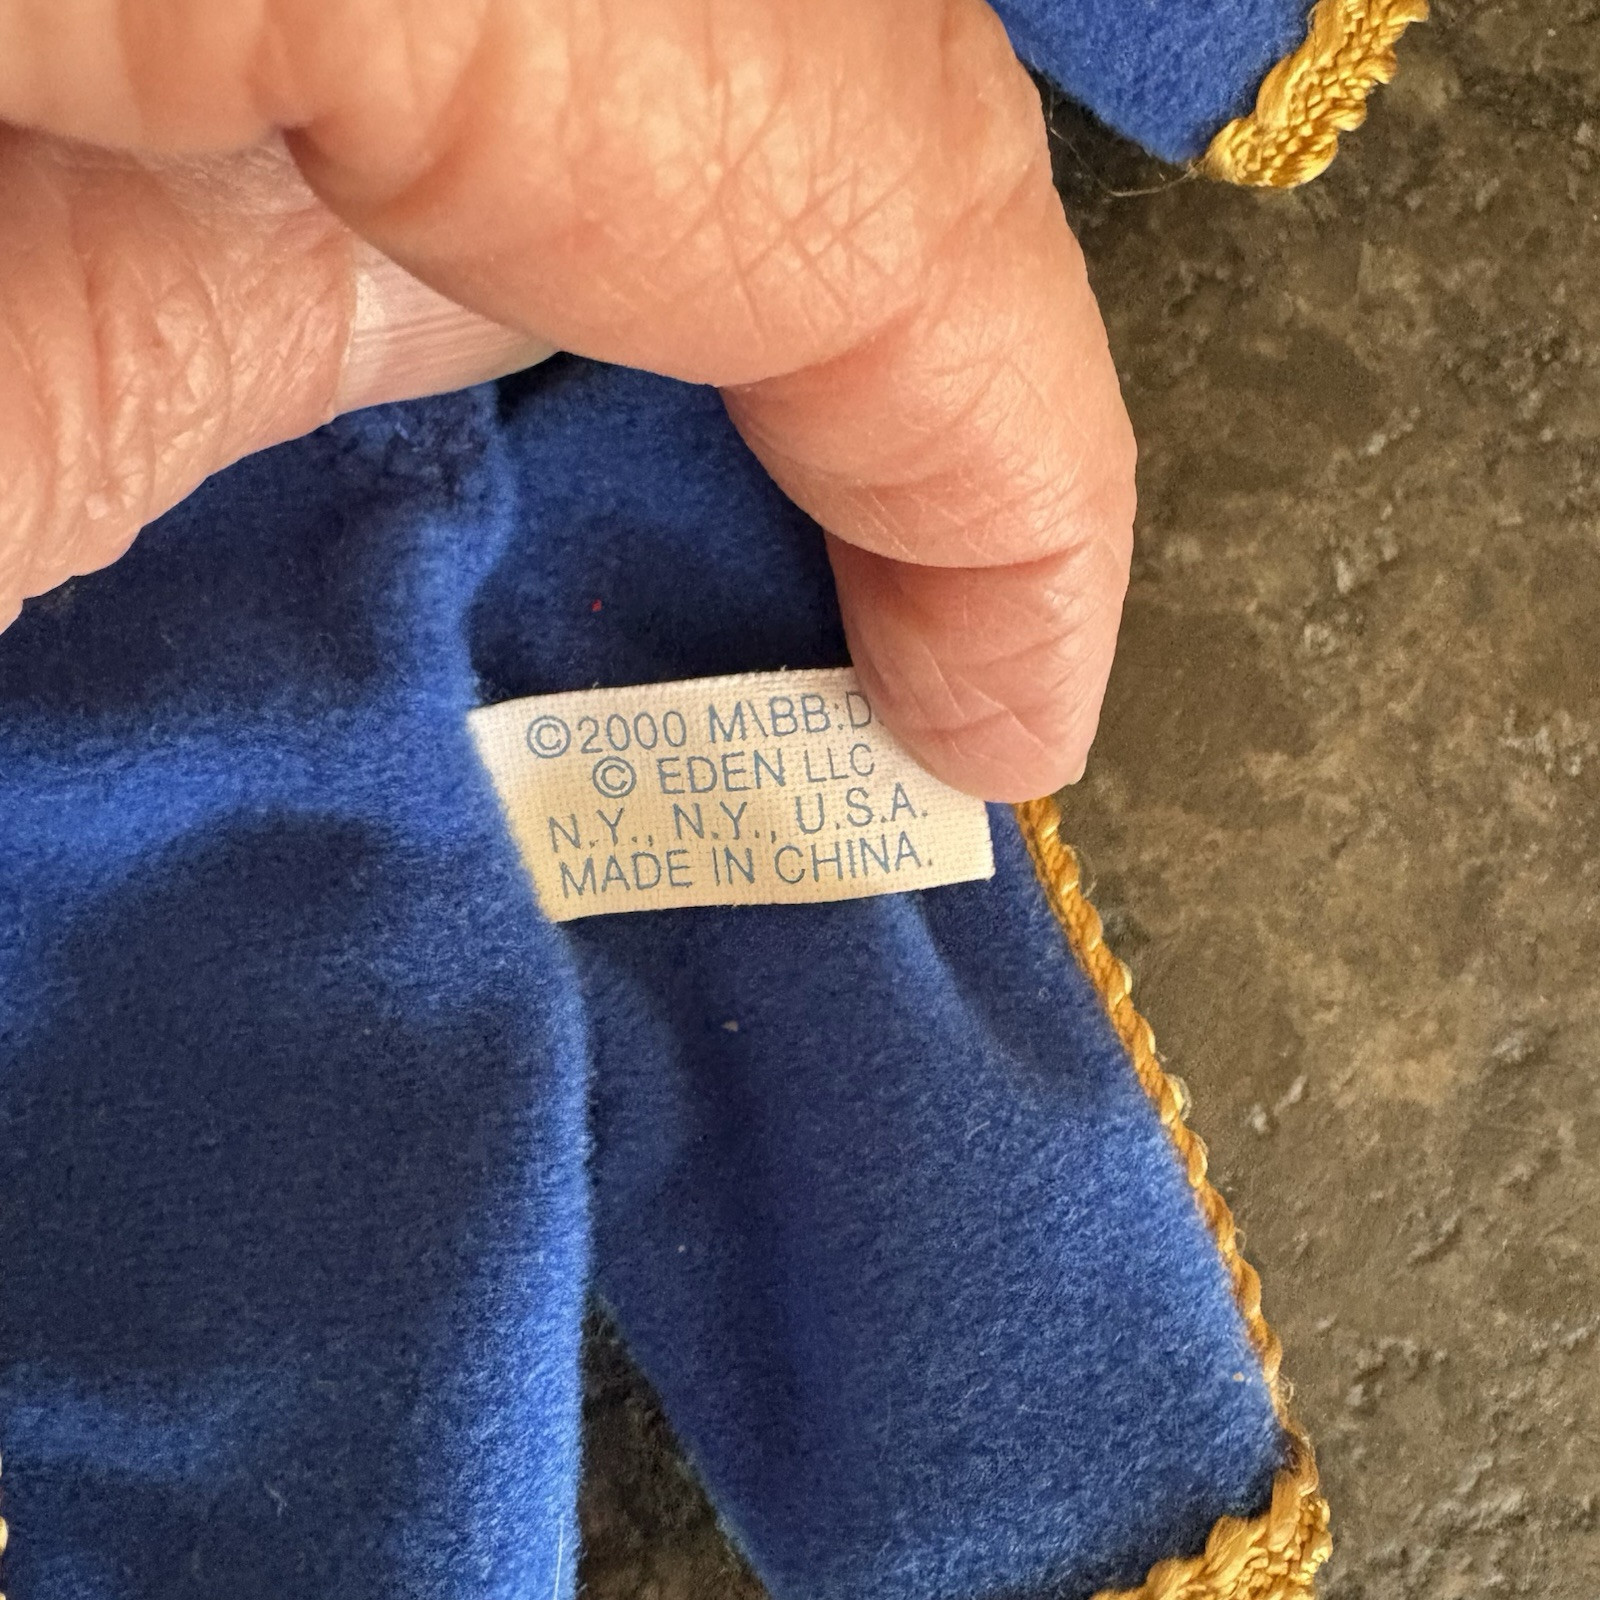 ©2000 M\BB:D
© EDEN LLC
N.Y., N.Y., U.S.A.
MADE IN CHINA.